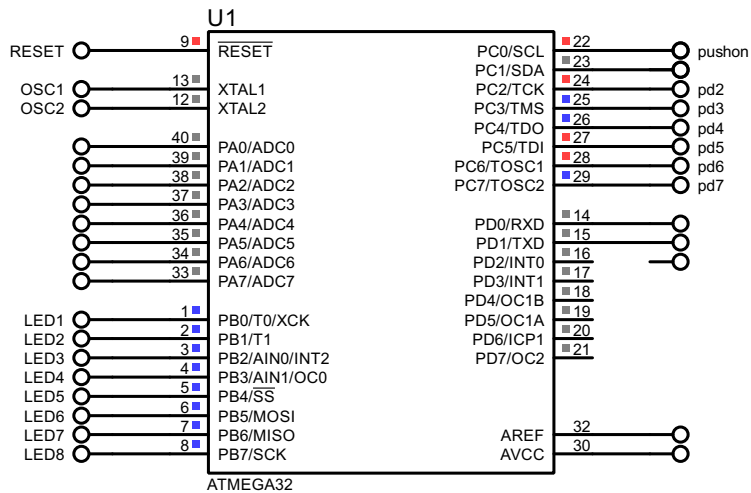 U1
RESET 9 RESET PC0/SCL 22 pushon
PC1/SDA 23
OSC1 13 XTAL1 PC2/TCK 24 pd2
OSC2 12 XTAL2 PC3/TMS 25 pd3
PC4/TDO 26 pd4
40 PA0/ADC0 PC5/TDI 27 pd5
39 PA1/ADC1 PC6/TOSC1 28 pd6
38 PA2/ADC2 PC7/TOSC2 29 pd7
37 PA3/ADC3
36 PA4/ADC4 PD0/RXD 14
35 PA5/ADC5 PD1/TXD 15
34 PA6/ADC6 PD2/INT0 16
33 PA7/ADC7 PD3/INT1 17
PD4/OC1B 18
LED1 1 PB0/T0/XCK PD5/OC1A 19
LED2 2 PB1/T1 PD6/ICP1 20
LED3 3 PB2/AIN0/INT2 PD7/OC2 21
LED4 4 PB3/AIN1/OC0
LED5 5 PB4/SS
LED6 6 PB5/MOSI
LED7 7 PB6/MISO AREF 32
LED8 8 PB7/SCK AVCC 30
ATMEGA32